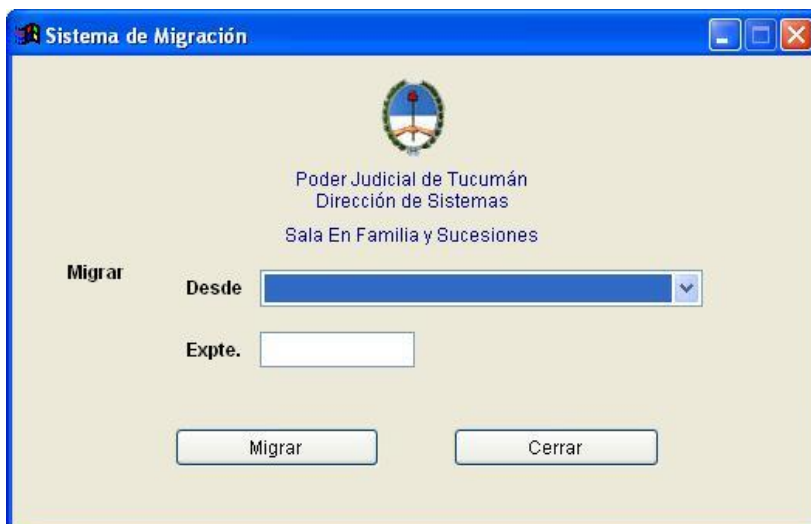 Sistema de Migración
Poder Judicial de Tucumán
Dirección de Sistemas
Sala En Familia y Sucesiones
Migrar
Desde
Expte.
Migrar
Cerrar